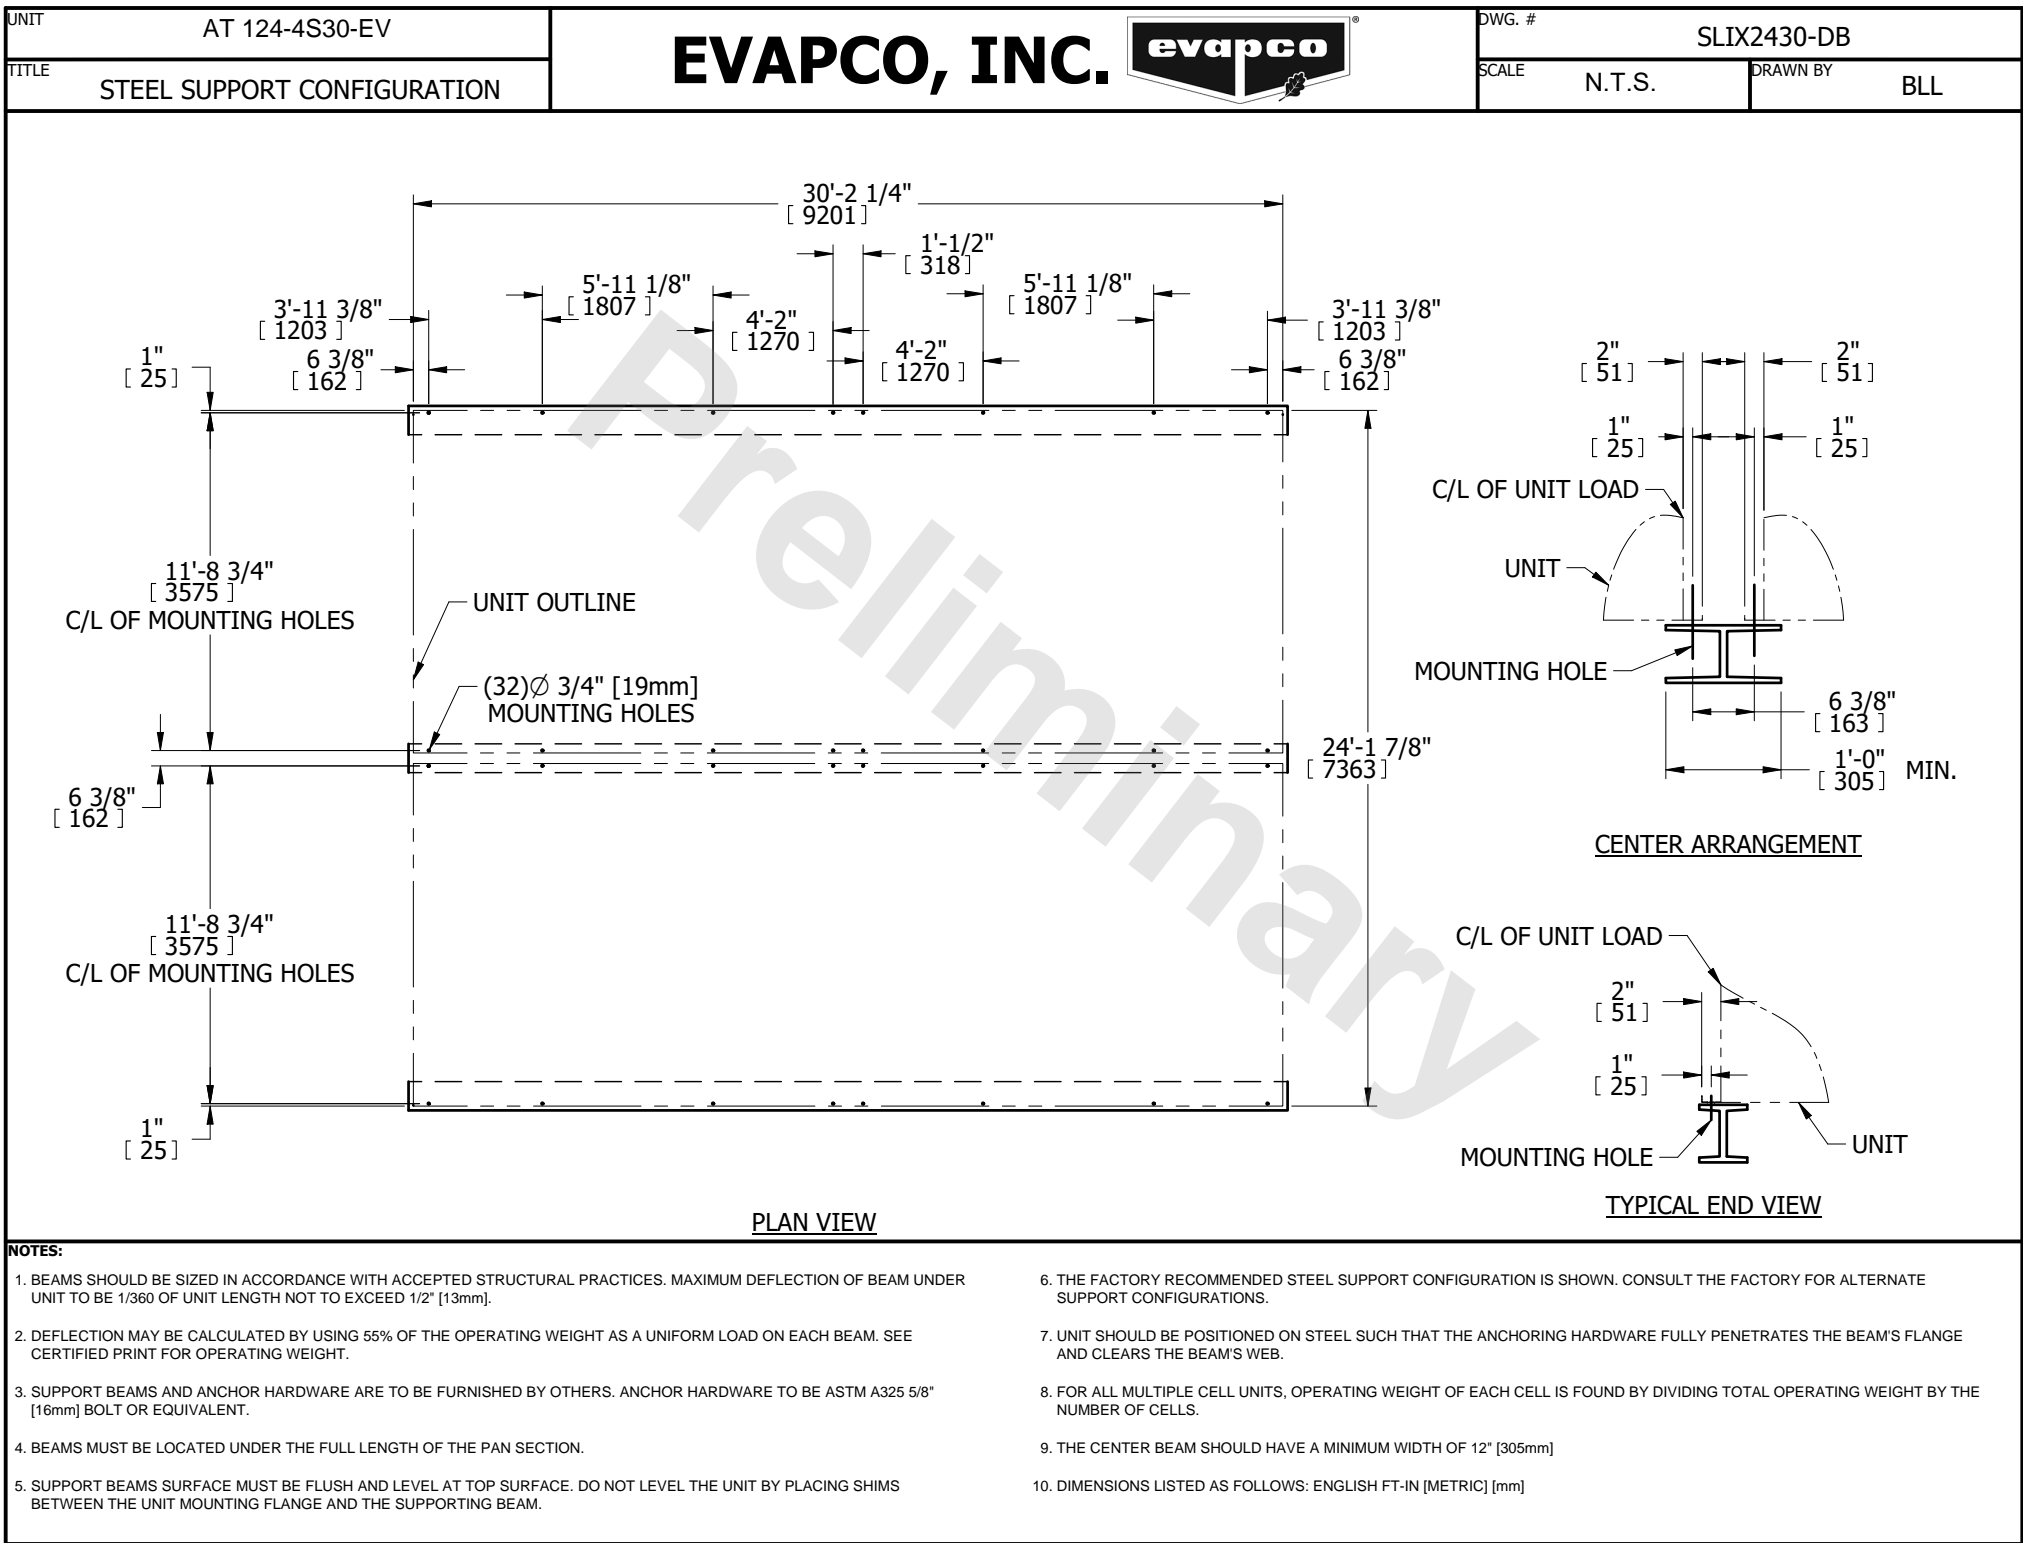 UNIT
AT 124-4S30-EV
TITLE
STEEL SUPPORT CONFIGURATION
EVAPCO, INC.
evapco
®
DWG. #
SLIX2430-DB
SCALE
N.T.S.
DRAWN BY
BLL
30'-2 1/4"
[ 9201 ]
1'-1/2"
[ 318 ]
5'-11 1/8"
[ 1807 ]
5'-11 1/8"
[ 1807 ]
3'-11 3/8"
[ 1203 ]
4'-2"
[ 1270 ]
3'-11 3/8"
[ 1203 ]
1"
[ 25 ]
6 3/8"
[ 162 ]
4'-2"
[ 1270 ]
6 3/8"
[ 162 ]
11'-8 3/4"
[ 3575 ]
C/L OF MOUNTING HOLES
UNIT OUTLINE
(32)∅ 3/4" [19mm]
MOUNTING HOLES
6 3/8"
[ 162 ]
24'-1 7/8"
[ 7363 ]
11'-8 3/4"
[ 3575 ]
C/L OF MOUNTING HOLES
1"
[ 25 ]
PLAN VIEW
Preliminary
2"
[ 51 ]
2"
[ 51 ]
1"
[ 25 ]
1"
[ 25 ]
C/L OF UNIT LOAD
UNIT
MOUNTING HOLE
6 3/8"
[ 163 ]
1'-0"
[ 305 ] MIN.
CENTER ARRANGEMENT
C/L OF UNIT LOAD
2"
[ 51 ]
1"
[ 25 ]
MOUNTING HOLE
UNIT
TYPICAL END VIEW
NOTES:
1. BEAMS SHOULD BE SIZED IN ACCORDANCE WITH ACCEPTED STRUCTURAL PRACTICES. MAXIMUM DEFLECTION OF BEAM UNDER
UNIT TO BE 1/360 OF UNIT LENGTH NOT TO EXCEED 1/2" [13mm].
2. DEFLECTION MAY BE CALCULATED BY USING 55% OF THE OPERATING WEIGHT AS A UNIFORM LOAD ON EACH BEAM. SEE
CERTIFIED PRINT FOR OPERATING WEIGHT.
3. SUPPORT BEAMS AND ANCHOR HARDWARE ARE TO BE FURNISHED BY OTHERS. ANCHOR HARDWARE TO BE ASTM A325 5/8"
[16mm] BOLT OR EQUIVALENT.
4. BEAMS MUST BE LOCATED UNDER THE FULL LENGTH OF THE PAN SECTION.
5. SUPPORT BEAMS SURFACE MUST BE FLUSH AND LEVEL AT TOP SURFACE. DO NOT LEVEL THE UNIT BY PLACING SHIMS
BETWEEN THE UNIT MOUNTING FLANGE AND THE SUPPORTING BEAM.
6. THE FACTORY RECOMMENDED STEEL SUPPORT CONFIGURATION IS SHOWN. CONSULT THE FACTORY FOR ALTERNATE
SUPPORT CONFIGURATIONS.
7. UNIT SHOULD BE POSITIONED ON STEEL SUCH THAT THE ANCHORING HARDWARE FULLY PENETRATES THE BEAM'S FLANGE
AND CLEARS THE BEAM'S WEB.
8. FOR ALL MULTIPLE CELL UNITS, OPERATING WEIGHT OF EACH CELL IS FOUND BY DIVIDING TOTAL OPERATING WEIGHT BY THE
NUMBER OF CELLS.
9. THE CENTER BEAM SHOULD HAVE A MINIMUM WIDTH OF 12" [305mm]
10. DIMENSIONS LISTED AS FOLLOWS: ENGLISH FT-IN [METRIC] [mm]